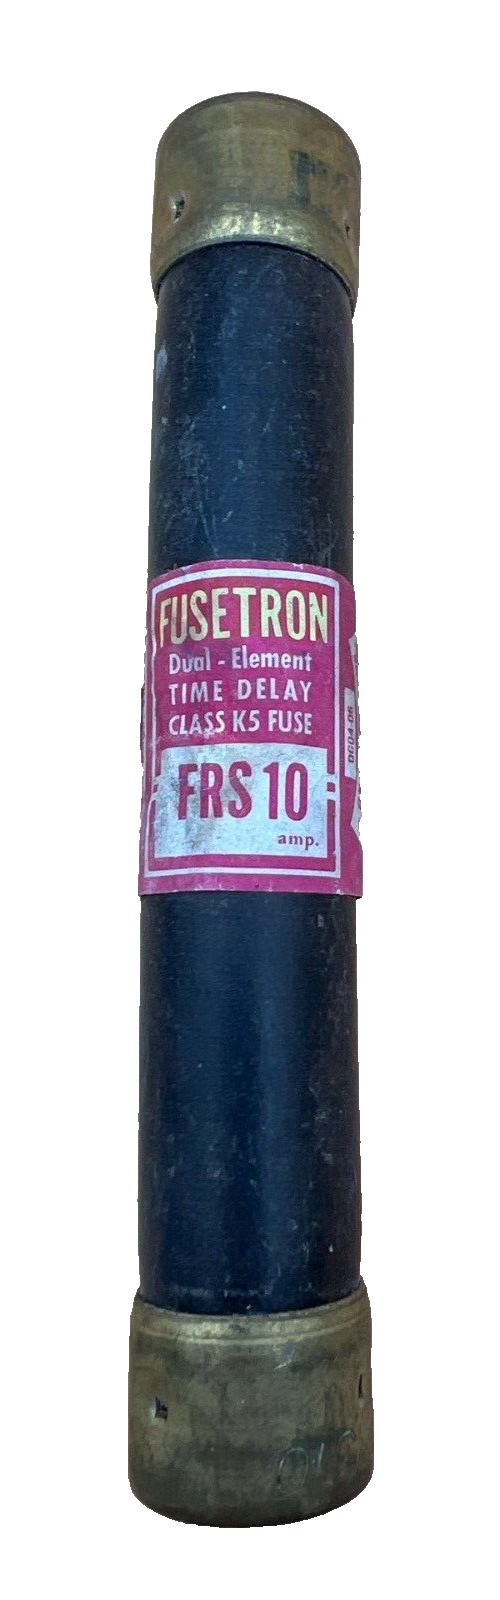 FUSETRON
Dual - Element
TIME DELAY
CLASS K5 FUSE
FRS 10
amp.